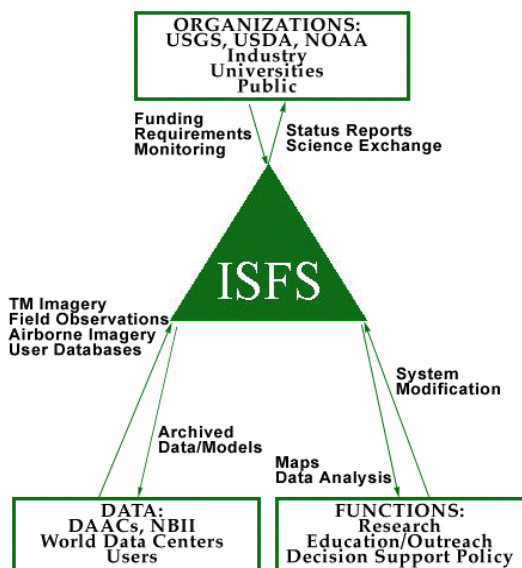 ORGANIZATIONS:
USGS, USDA, NOAA
Industry
Universities
Public
Funding
Requirements
Monitoring
Status Reports
Science Exchange
ISFS
TM Imagery
Field Observations
Airborne Imagery
User Databases
System
Modification
Archived
Data/Models
Maps
Data Analysis
DATA:
DAACs, NBII
World Data Centers
Users
FUNCTIONS:
Research
Education/Outreach
Decision Support Policy